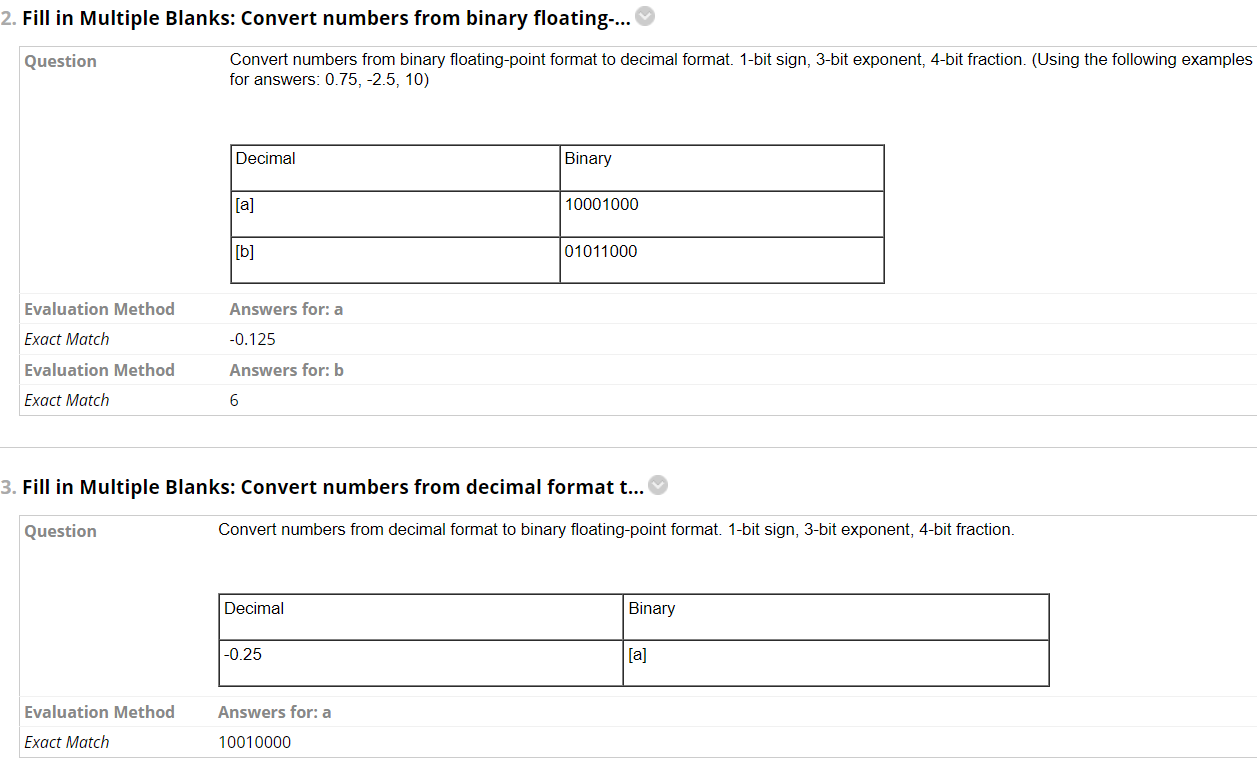 2. Fill in Multiple Blanks: Convert numbers from binary floating-...
Question
Convert numbers from binary floating-point format to decimal format. 1-bit sign, 3-bit exponent, 4-bit fraction. (Using the following examples
for answers: 0.75, -2.5, 10)
Decimal Binary
[a] 10001000
[b] 01011000
Evaluation Method Answers for: a
Exact Match -0.125
Evaluation Method Answers for: b
Exact Match 6
3. Fill in Multiple Blanks: Convert numbers from decimal format t...
Question Convert numbers from decimal format to binary floating-point format. 1-bit sign, 3-bit exponent, 4-bit fraction.
Decimal Binary
-0.25 [a]
Evaluation Method Answers for: a
Exact Match 10010000